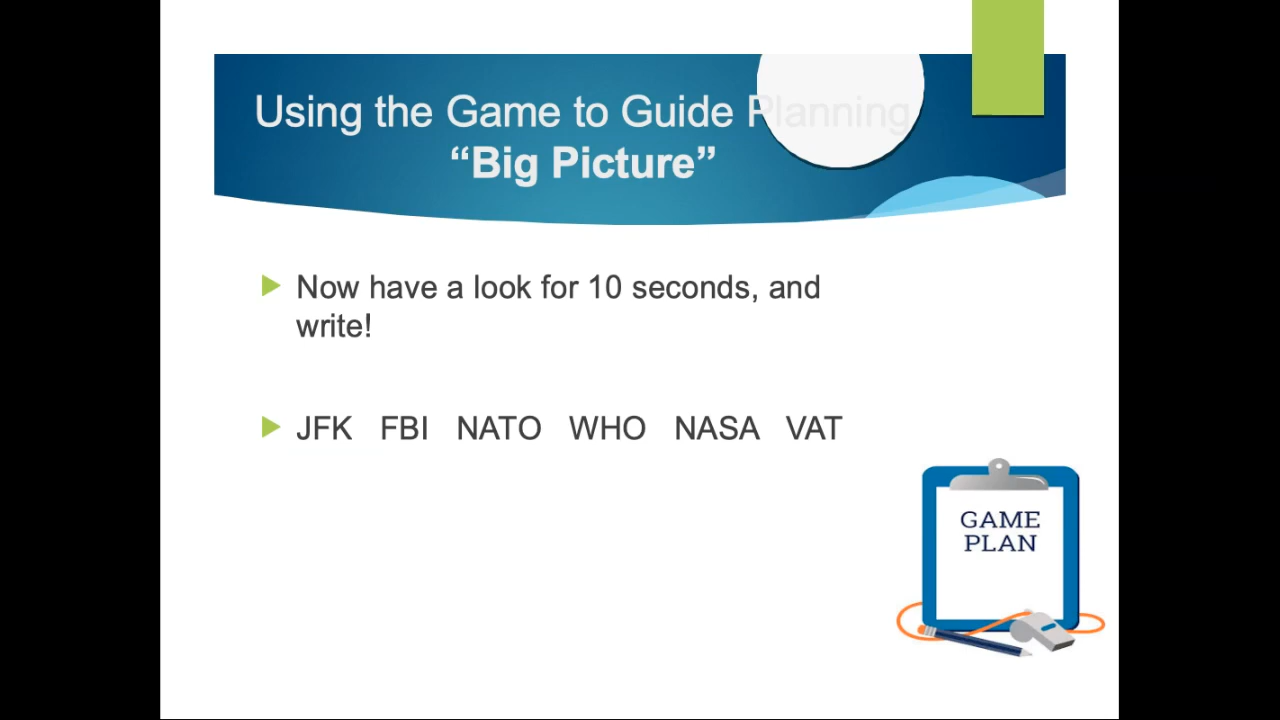 Using the Game to Guide Planning
“Big Picture”
Now have a look for 10 seconds, and
write!
JFK FBI NATO WHO NASA VAT
GAME
PLAN